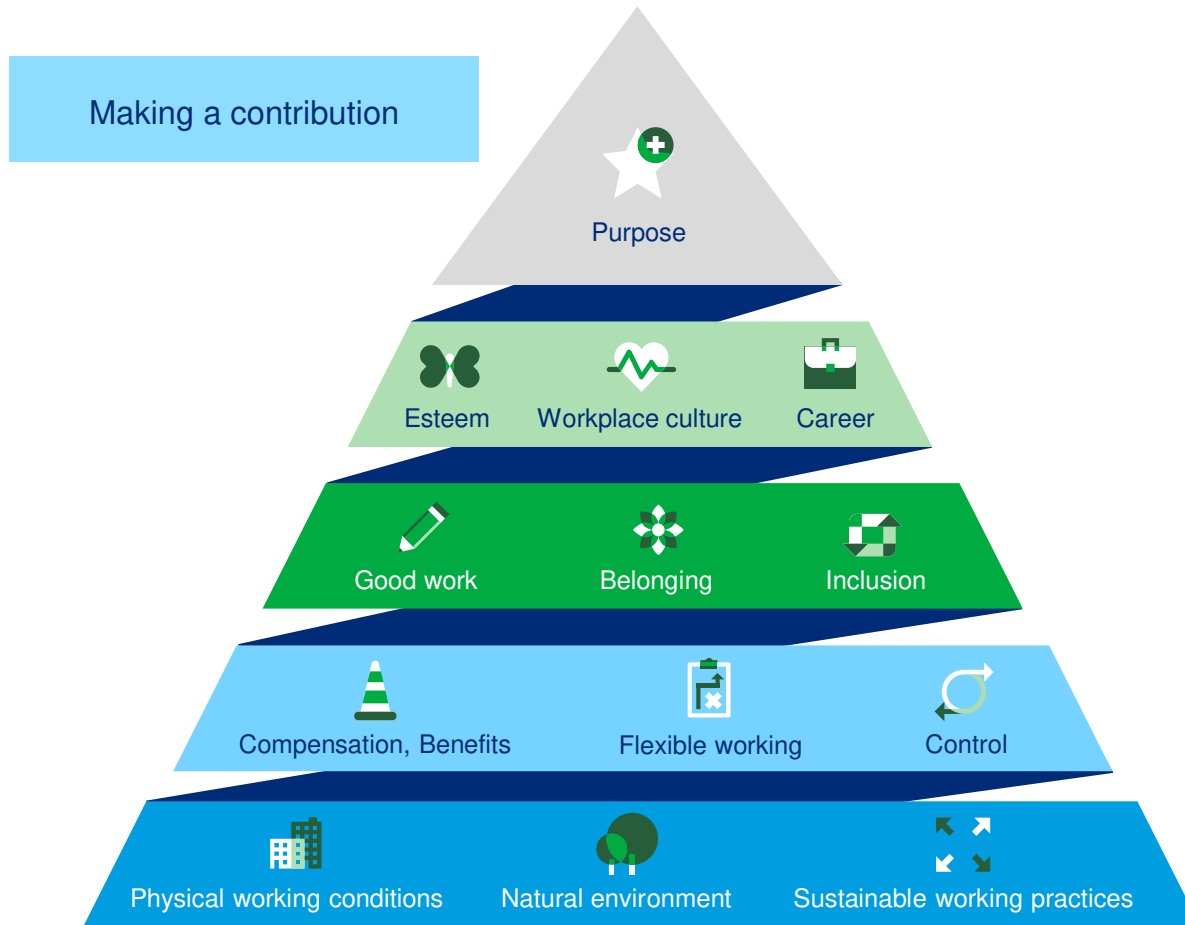 Making a contribution
Purpose
Esteem
Workplace culture
Career
Good work
Belonging
Inclusion
Compensation, Benefits
Flexible working
Control
Physical working conditions
Natural environment
Sustainable working practices